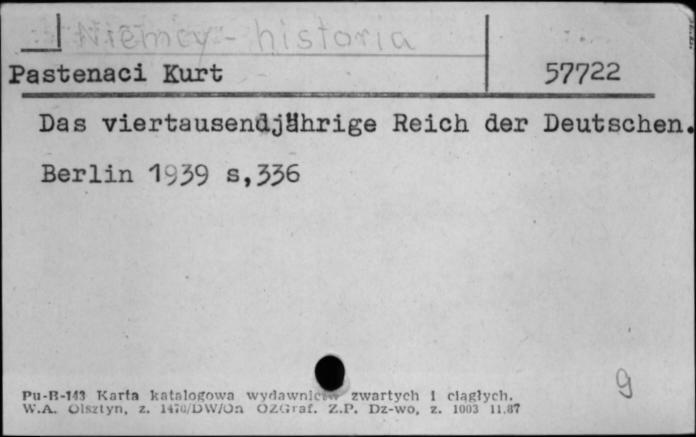 Niemcy - historia
Pastenaci Kurt
57722
Das viertausendjährige Reich der Deutschen.
Berlin 1939 s,336
9
Pu-B-143 Karta katalogowa wydawnictw zwartych i ciągłych.
W.A. Olsztyn, z. 1470/DW/Dn OZGraf. Z.P. Dz-wo, z. 1003 11.87